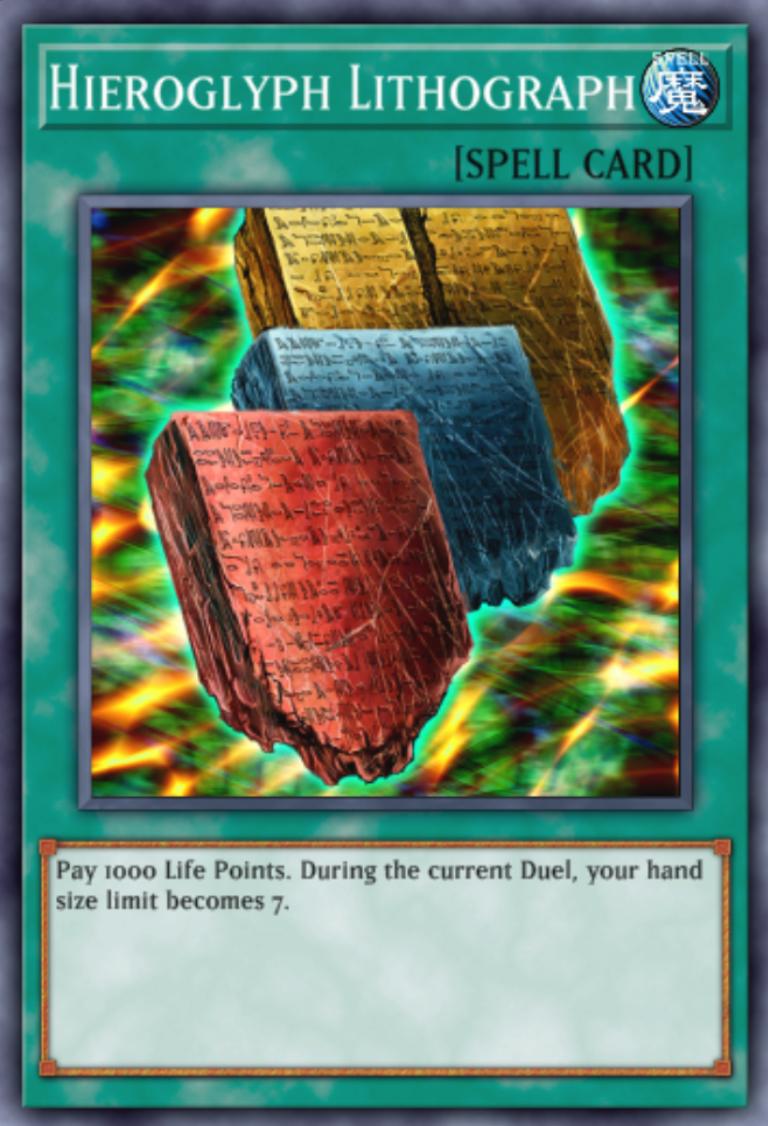 HIEROGLYPH LITHOGRAPH
SPELL
魔
[SPELL CARD]
Pay 1000 Life Points. During the current Duel, your hand
size limit becomes 7.